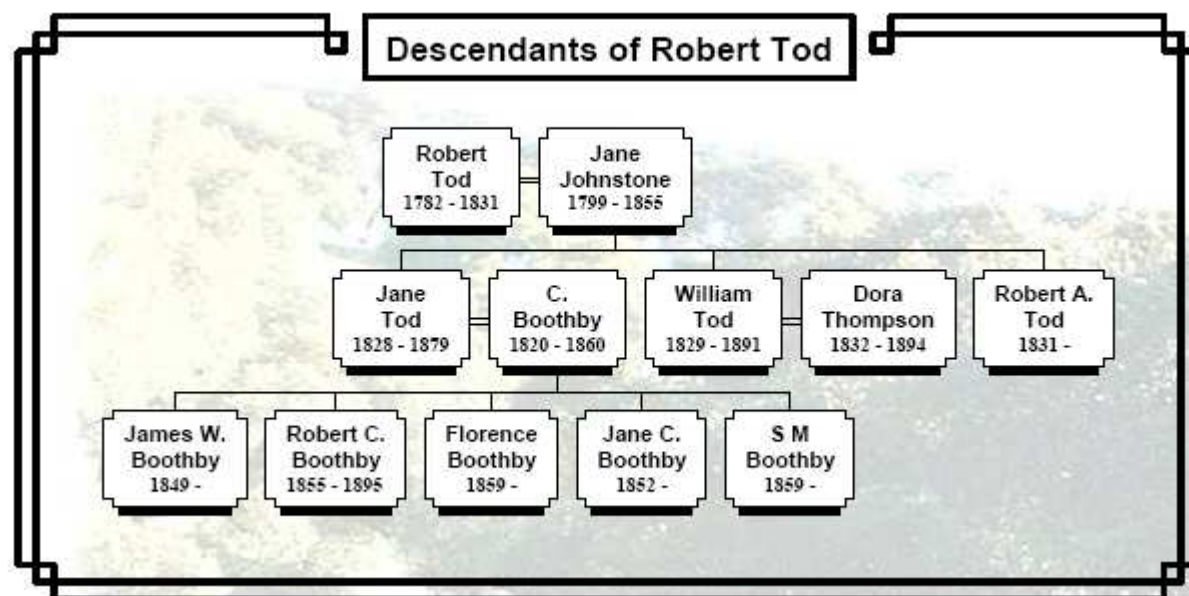 Descendants of Robert Tod
Robert
Tod
1782 - 1831
Jane
Johnstone
1799 - 1855
Jane
Tod
1828 - 1879
C.
Boothby
1820 - 1860
William
Tod
1829 - 1891
Dora
Thompson
1832 - 1894
Robert A.
Tod
1831 -
James W.
Boothby
1849 -
Robert C.
Boothby
1855 - 1895
Florence
Boothby
1859 -
Jane C.
Boothby
1852 -
S M
Boothby
1859 -